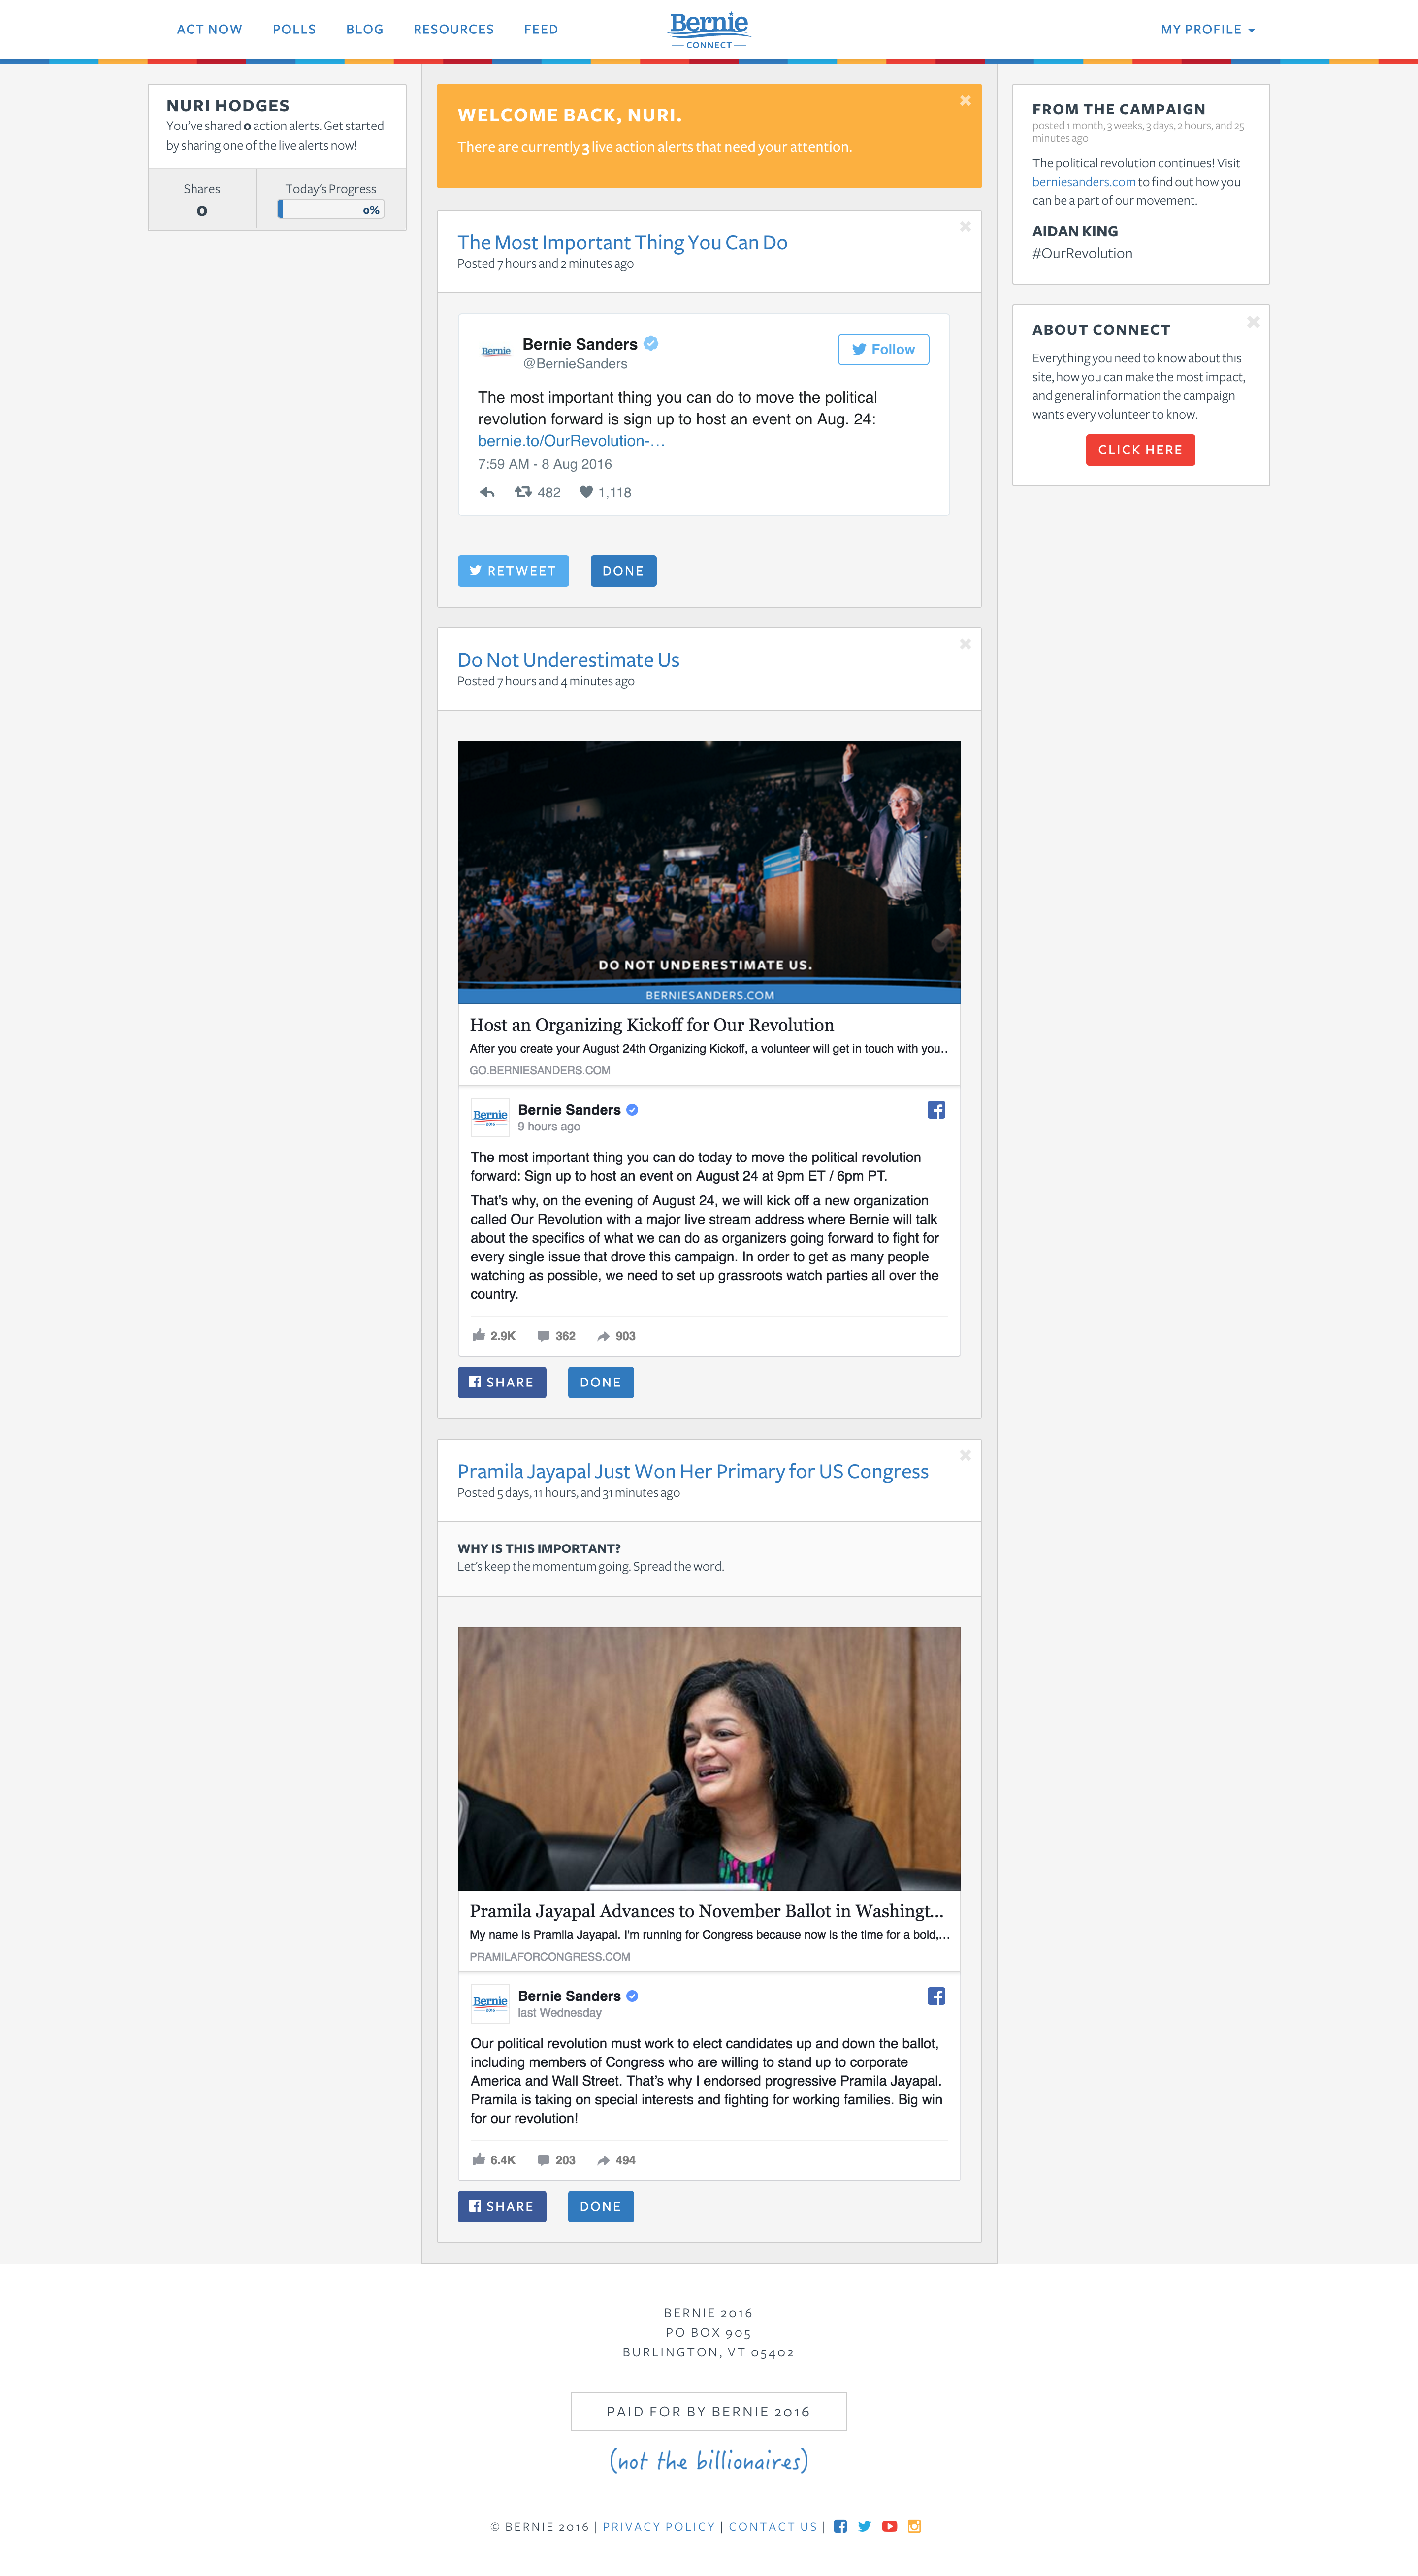 ACT NOW POLLS BLOG RESOURCES FEED
Bernie
CONNECT
MY PROFILE
NURI HODGES
You've shared 0 action alerts. Get started
by sharing one of the live alerts now!
Shares
0
Today's Progress
0%
WELCOME BACK, NURI.
There are currently 3 live action alerts that need your attention.
The Most Important Thing You Can Do
Posted 7 hours and 2 minutes ago
Bernie
Bernie Sanders
@BernieSanders
Follow
The most important thing you can do to move the political
revolution forward is sign up to host an event on Aug. 24:
bernie.to/OurRevolution-…
7:59 AM - 8 Aug 2016
482 1,118
RETWEET DONE
Do Not Underestimate Us
Posted 7 hours and 4 minutes ago
DO NOT UNDERESTIMATE US.
BERNIESANDERS.COM
Host an Organizing Kickoff for Our Revolution
After you create your August 24th Organizing Kickoff, a volunteer will get in touch with you..
GO.BERNIESANDERS.COM
Bernie
2016
Bernie Sanders
9 hours ago
The most important thing you can do today to move the political revolution
forward: Sign up to host an event on August 24 at 9pm ET / 6pm PT.
That's why, on the evening of August 24, we will kick off a new organization
called Our Revolution with a major live stream address where Bernie will talk
about the specifics of what we can do as organizers going forward to fight for
every single issue that drove this campaign. In order to get as many people
watching as possible, we need to set up grassroots watch parties all over the
country.
2.9K 362 903
SHARE DONE
Pramila Jayapal Just Won Her Primary for US Congress
Posted 5 days, 11 hours, and 31 minutes ago
WHY IS THIS IMPORTANT?
Let's keep the momentum going. Spread the word.
Pramila Jayapal Advances to November Ballot in Washingt...
My name is Pramila Jayapal. I'm running for Congress because now is the time for a bold,...
PRAMILAFORCONGRESS.COM
Bernie
2016
Bernie Sanders
last Wednesday
Our political revolution must work to elect candidates up and down the ballot,
including members of Congress who are willing to stand up to corporate
America and Wall Street. That's why I endorsed progressive Pramila Jayapal.
Pramila is taking on special interests and fighting for working families. Big win
for our revolution!
6.4K 203 494
SHARE DONE
FROM THE CAMPAIGN
posted 1 month, 3 weeks, 3 days, 2 hours, and 25
minutes ago
The political revolution continues! Visit
berniesanders.com to find out how you
can be a part of our movement.
AIDAN KING
#OurRevolution
ABOUT CONNECT
Everything you need to know about this
site, how you can make the most impact,
and general information the campaign
wants every volunteer to know.
CLICK HERE
BERNIE 2016
PO BOX 905
BURLINGTON, VT 05402
PAID FOR BY BERNIE 2016
(not the billionaires)
© BERNIE 2016 | PRIVACY POLICY | CONTACT US |